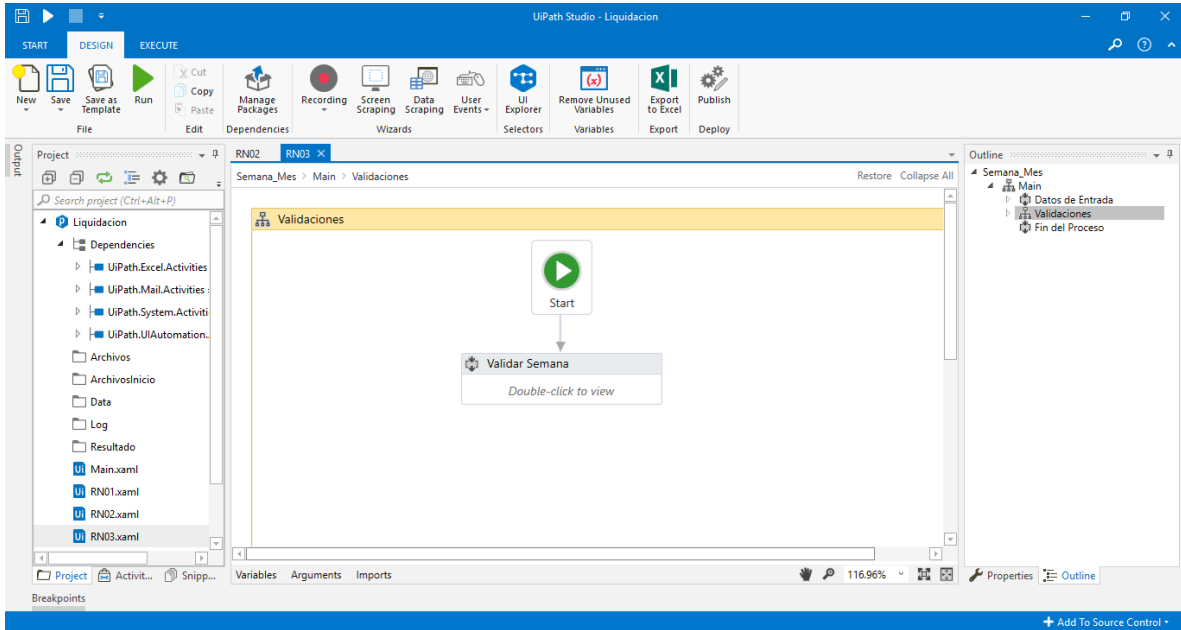 UiPath Studio - Liquidacion
START DESIGN EXECUTE
New Save Save as Template Run Cut Copy Paste Manage Packages Recording Screen Scraping Data Scraping User Events UI Explorer Remove Unused Variables Export to Excel Publish
File Edit Dependencies Wizards Selectors Variables Export Deploy
Output
Project
Search project (Ctrl+Alt+P)
Liquidacion
Dependencies
UiPath.Excel.Activities
UiPath.Mail.Activities
UiPath.System.Activiti
UiPath.UIAutomation.
Archivos
ArchivosInicio
Data
Log
Resultado
Main.xaml
RN01.xaml
RN02.xaml
RN03.xaml
Project Activit... Snipp...
RN02 RN03
Semana_Mes > Main > Validaciones Restore Collapse All
Validaciones
Start
Validar Semana
Double-click to view
Variables Arguments Imports 116.96%
Outline
Semana_Mes
Main
Datos de Entrada
Validaciones
Fin del Proceso
Properties Outline
Breakpoints
Add To Source Control